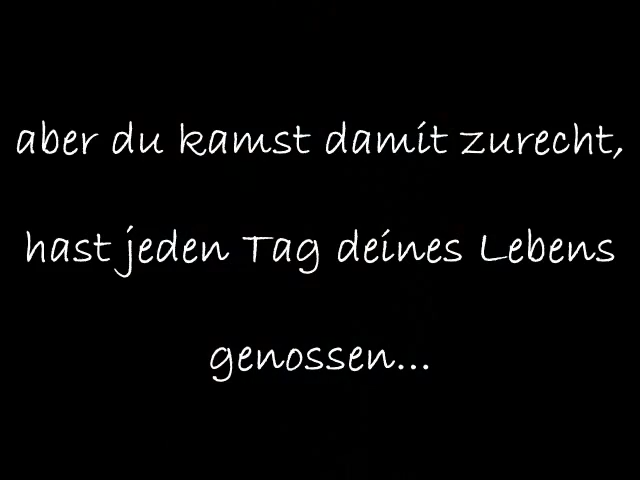 aber du kamst damit zurecht,
hast jeden Tag deines Lebens
genossen...